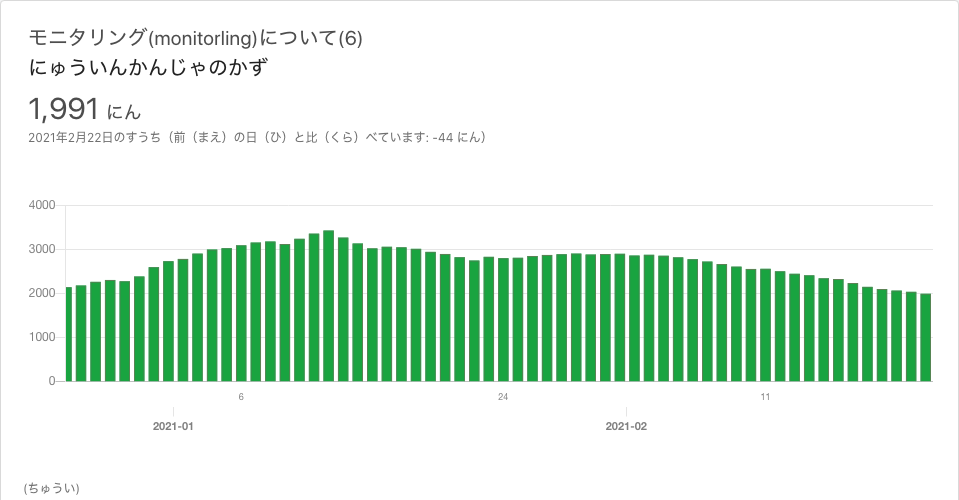 モニタリング(monitorling)について(6)
にゅういんかんじゃのかず
1,991 にん
2021年2月22日のすうち（前（まえ）の日（ひ）と比（くら）べています: -44 にん）
4000
3000
2000
1000
0
6 24 11
2021-01 2021-02
(ちゅうい)